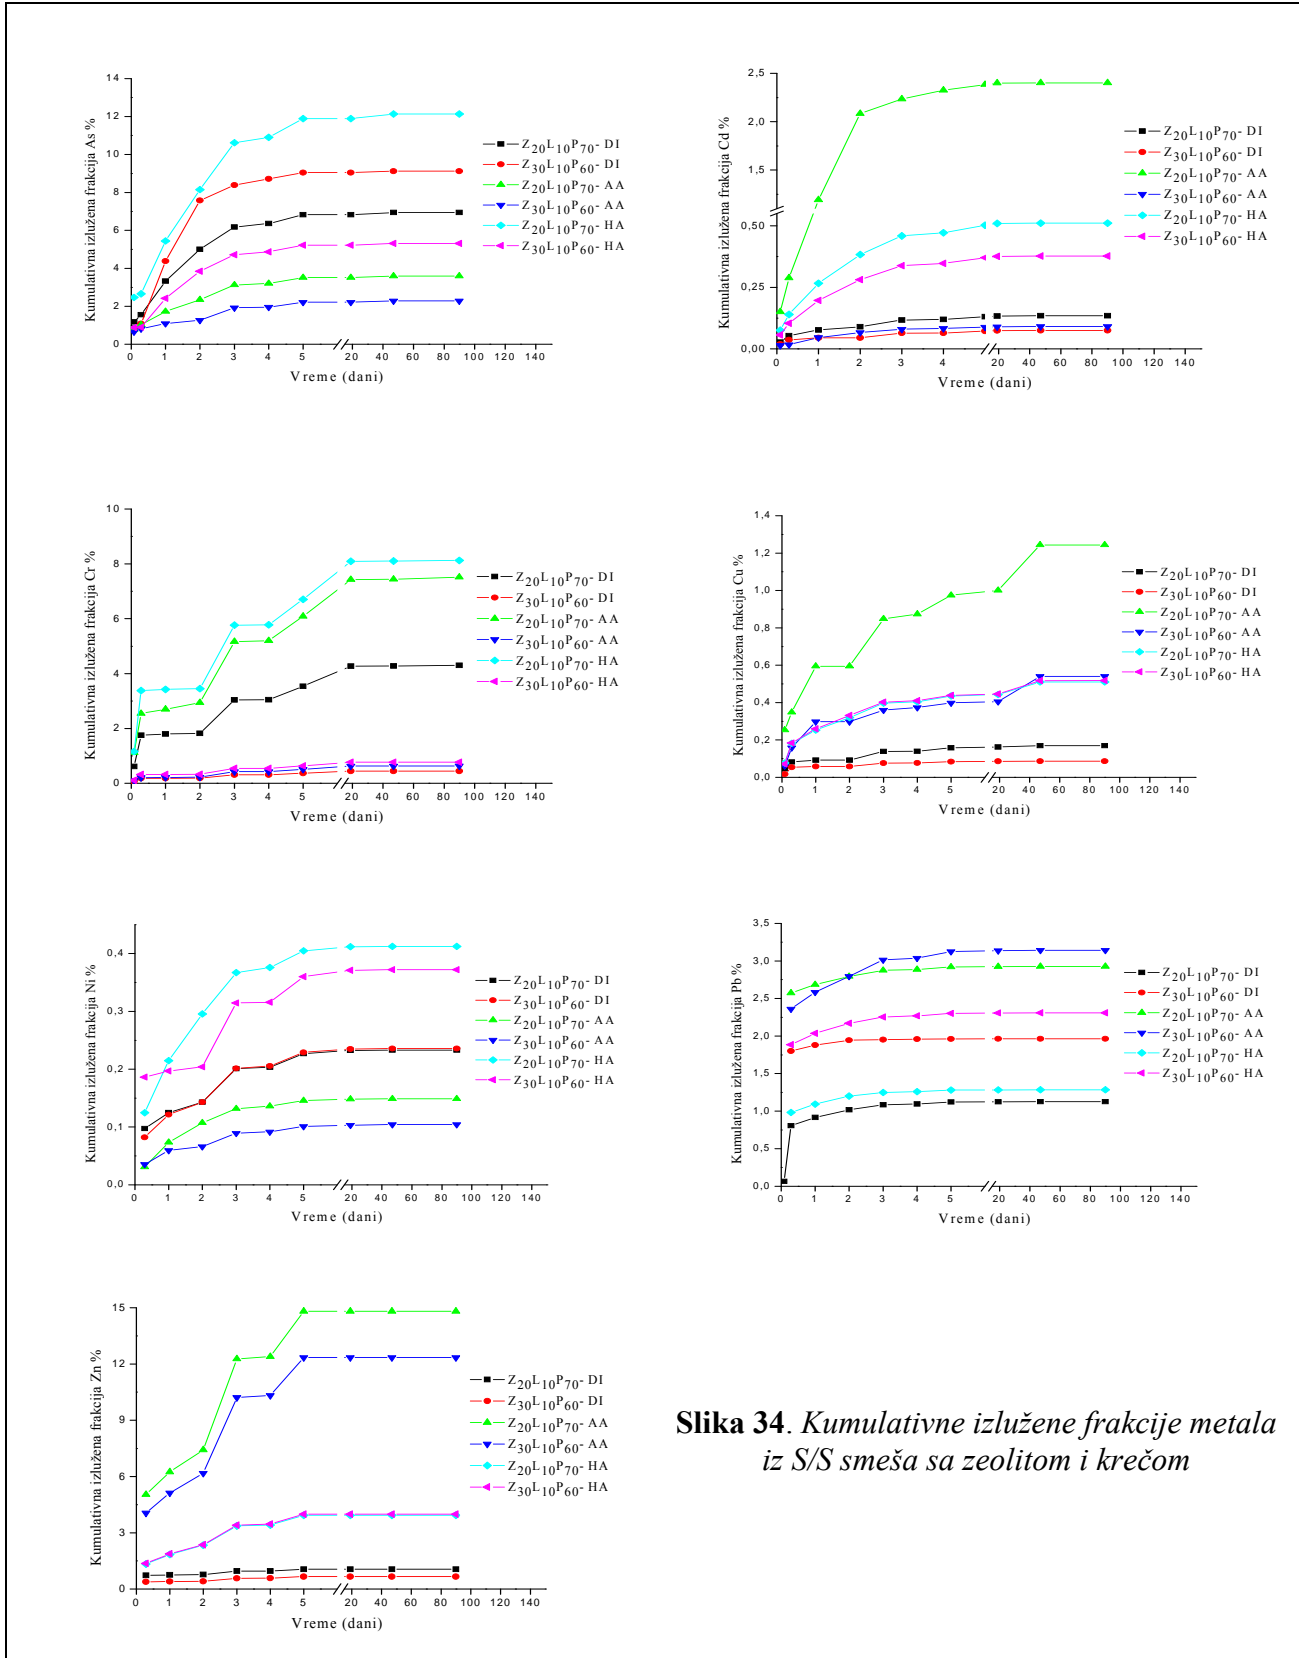 Kumulativna izlužena frakcija As %
14
12
10
8
6
4
2
0
0 1 2 3 4 5 20 40 60 80 100 120 140
Vreme (dani)
Z20L10P70- DI
Z30L10P60- DI
Z20L10P70- AA
Z30L10P60- AA
Z20L10P70- HA
Z30L10P60- HA
Kumulativna izlužena frakcija Cd %
2,5
2,0
1,5
0,50
0,25
0,00
0 1 2 3 4 20 40 60 80 100 120 140
Vreme (dani)
Z20L10P70- DI
Z30L10P60- DI
Z20L10P70- AA
Z30L10P60- AA
Z20L10P70- HA
Z30L10P60- HA
Kumulativna izlužena frakcija Cr %
10
8
6
4
2
0
0 1 2 3 4 5 20 40 60 80 100 120 140
Vreme (dani)
Z20L10P70- DI
Z30L10P60- DI
Z20L10P70- AA
Z30L10P60- AA
Z20L10P70- HA
Z30L10P60- HA
Kumulativna izlužena frakcija Cu %
1,4
1,2
1,0
0,8
0,6
0,4
0,2
0,0
0 1 2 3 4 5 20 40 60 80 100 120 140
Vreme (dani)
Z20L10P70- DI
Z30L10P60- DI
Z20L10P70- AA
Z30L10P60- AA
Z20L10P70- HA
Z30L10P60- HA
Kumulativna izlužena frakcija Ni %
0,4
0,3
0,2
0,1
0,0
0 1 2 3 4 5 20 40 60 80 100 120 140
Vreme (dani)
Z20L10P70- DI
Z30L10P60- DI
Z20L10P70- AA
Z30L10P60- AA
Z20L10P70- HA
Z30L10P60- HA
Kumulativna izlužena frakcija Pb %
3,5
3,0
2,5
2,0
1,5
1,0
0,5
0,0
0 1 2 3 4 5 20 40 60 80 100 120 140
Vreme (dani)
Z20L10P70- DI
Z30L10P60- DI
Z20L10P70- AA
Z30L10P60- AA
Z20L10P70- HA
Z30L10P60- HA
Kumulativna izlužena frakcija Zn %
15
12
9
6
3
0
0 1 2 3 4 5 20 40 60 80 100 120 140
Vreme (dani)
Z20L10P70- DI
Z30L10P60- DI
Z20L10P70- AA
Z30L10P60- AA
Z20L10P70- HA
Z30L10P60- HA
Slika 34. Kumulativne izlužene frakcije metala
iz S/S smeša sa zeolitom i krečom